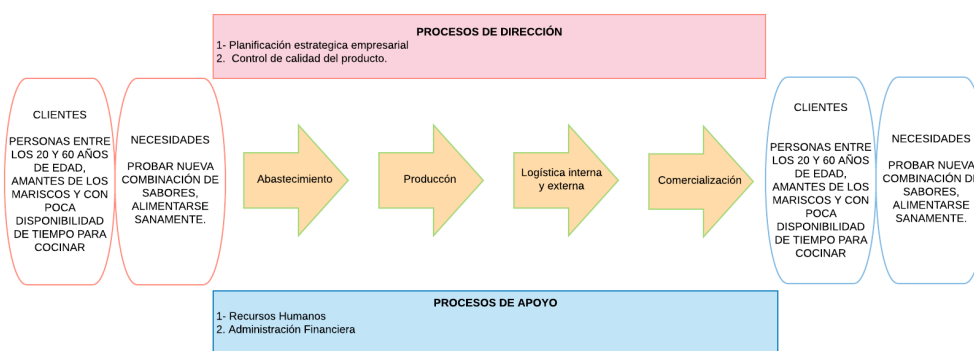 PROCESOS DE DIRECCIÓN
1- Planificación estrategica empresarial
2. Control de calidad del producto.
CLIENTES
PERSONAS ENTRE
LOS 20 Y 60 AÑOS
DE EDAD,
AMANTES DE LOS
MARISCOS Y CON
POCA
DISPONIBILIDAD
DE TIEMPO PARA
COCINAR
NECESIDADES
PROBAR NUEVA
COMBINACIÓN DE
SABORES,
ALIMENTARSE
SANAMENTE.
Abastecimiento
Produccón
Logística interna
y externa
Comercialización
CLIENTES
PERSONAS ENTRE
LOS 20 Y 60 AÑOS
DE EDAD,
AMANTES DE LOS
MARISCOS Y CON
POCA
DISPONIBILIDAD
DE TIEMPO PARA
COCINAR
NECESIDADES
PROBAR NUEVA
COMBINACIÓN DE
SABORES,
ALIMENTARSE
SANAMENTE.
PROCESOS DE APOYO
1- Recursos Humanos
2. Administración Financiera